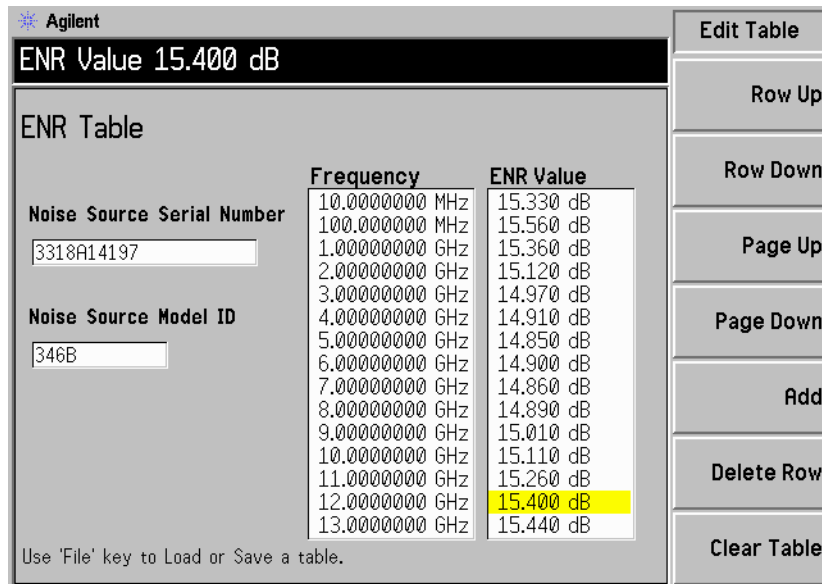 Agilent
ENR Value 15.400 dB
ENR Table
Noise Source Serial Number
3318A14197
Noise Source Model ID
346B
Frequency ENR Value
10.0000000 MHz 15.330 dB
100.000000 MHz 15.560 dB
1.00000000 GHz 15.360 dB
2.00000000 GHz 15.120 dB
3.00000000 GHz 14.970 dB
4.00000000 GHz 14.910 dB
5.00000000 GHz 14.850 dB
6.00000000 GHz 14.900 dB
7.00000000 GHz 14.860 dB
8.00000000 GHz 14.890 dB
9.00000000 GHz 15.010 dB
10.0000000 GHz 15.110 dB
11.0000000 GHz 15.260 dB
12.0000000 GHz 15.400 dB
13.0000000 GHz 15.440 dB
Use 'File' key to Load or Save a table.
Edit Table
Row Up
Row Down
Page Up
Page Down
Add
Delete Row
Clear Table